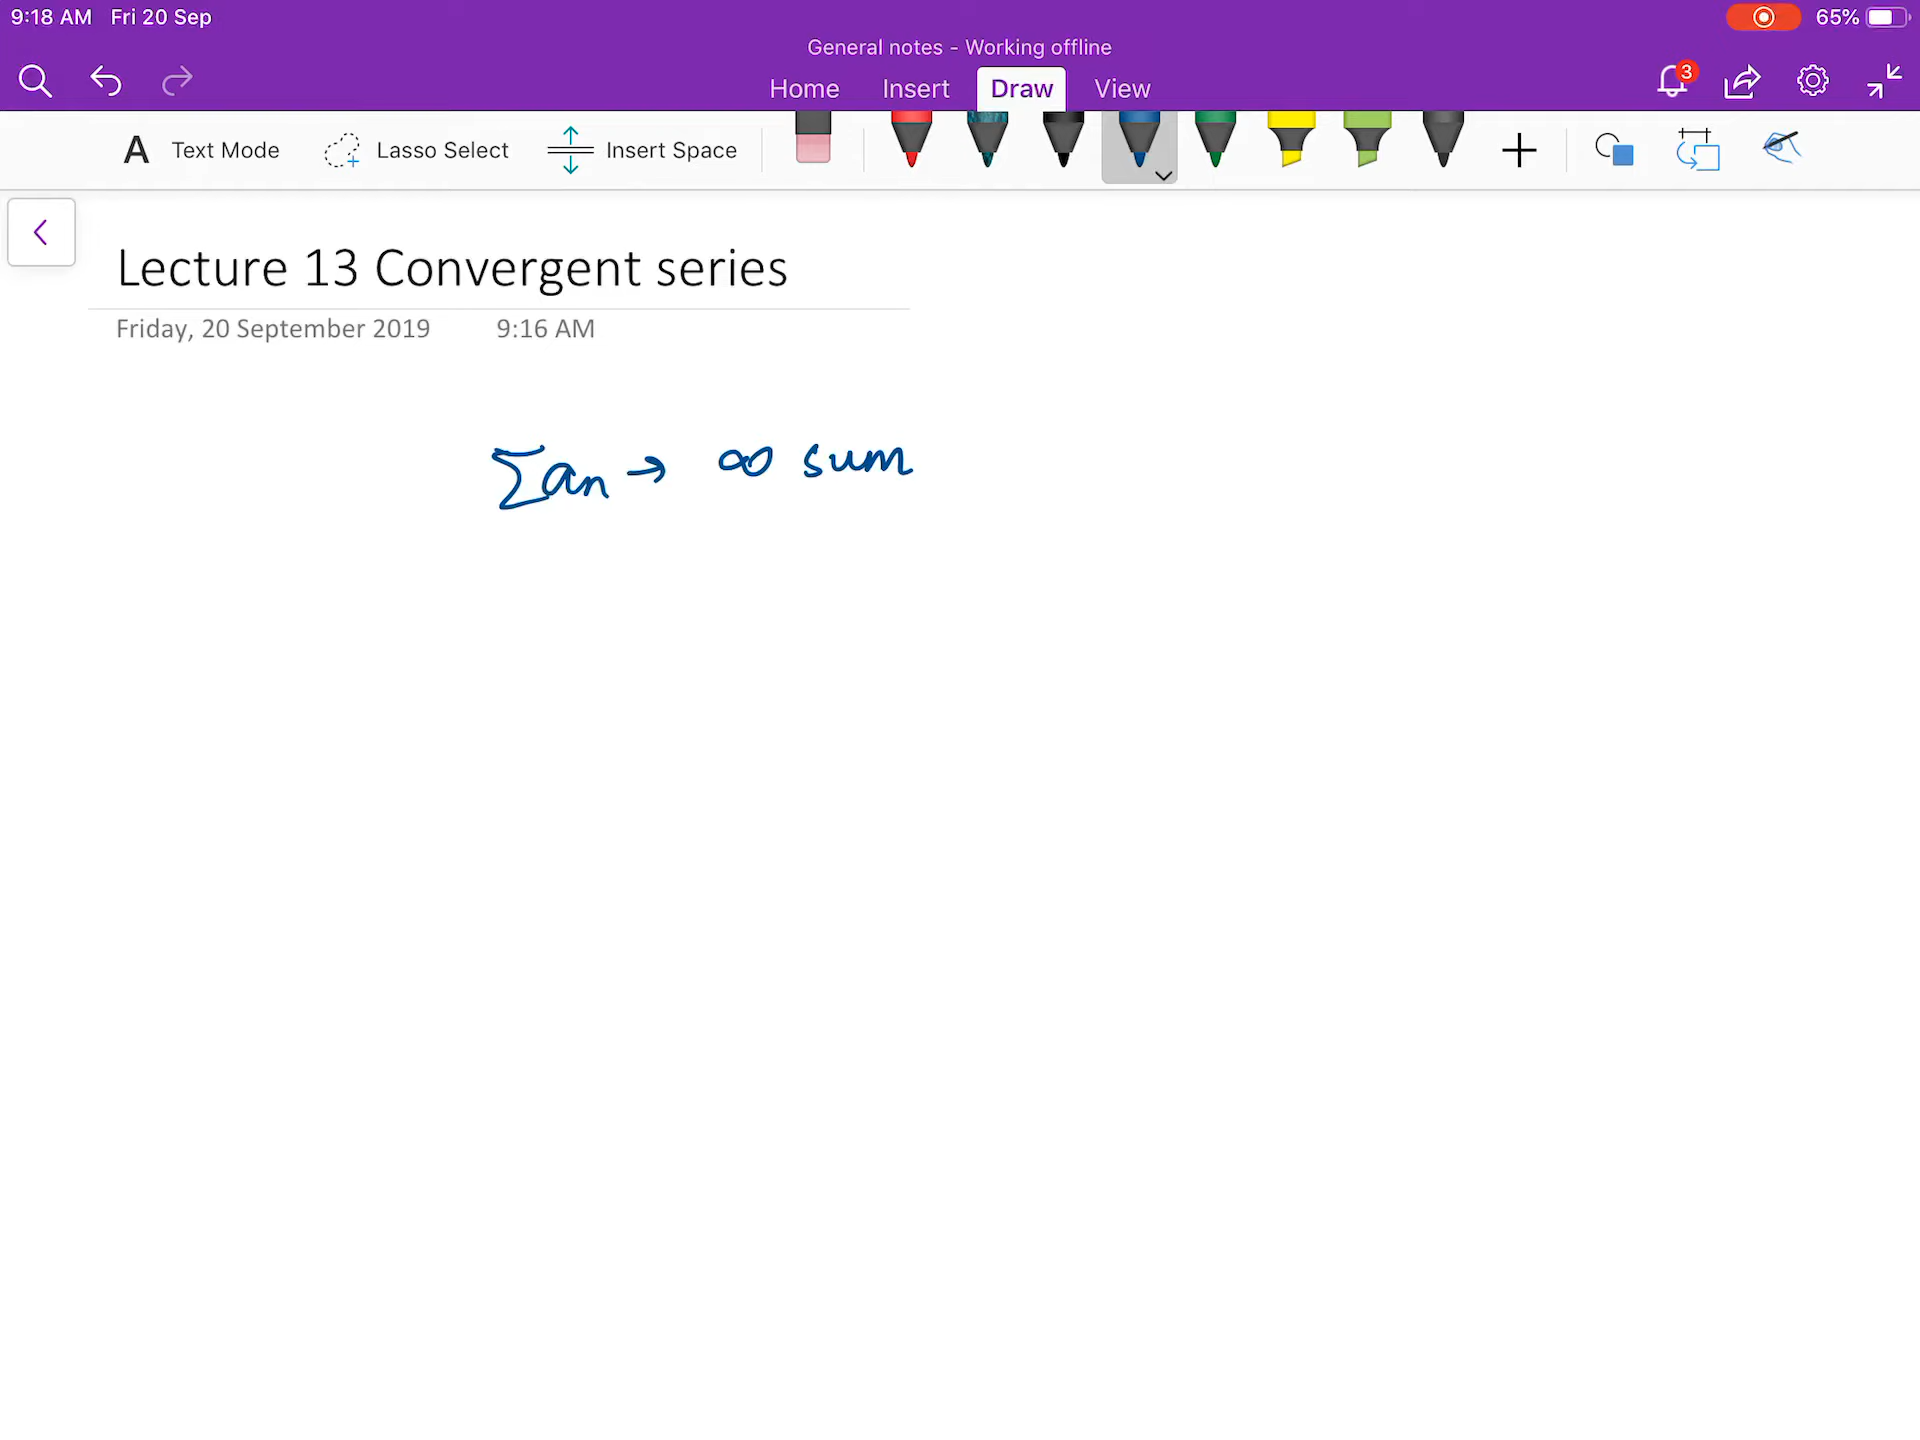 9:18 AM Fri 20 Sep 65%
General notes - Working offline
Home Insert Draw View 3
A Text Mode Lasso Select Insert Space
Lecture 13 Convergent series
Friday, 20 September 2019 9:16 AM
∑an → ∞ sum